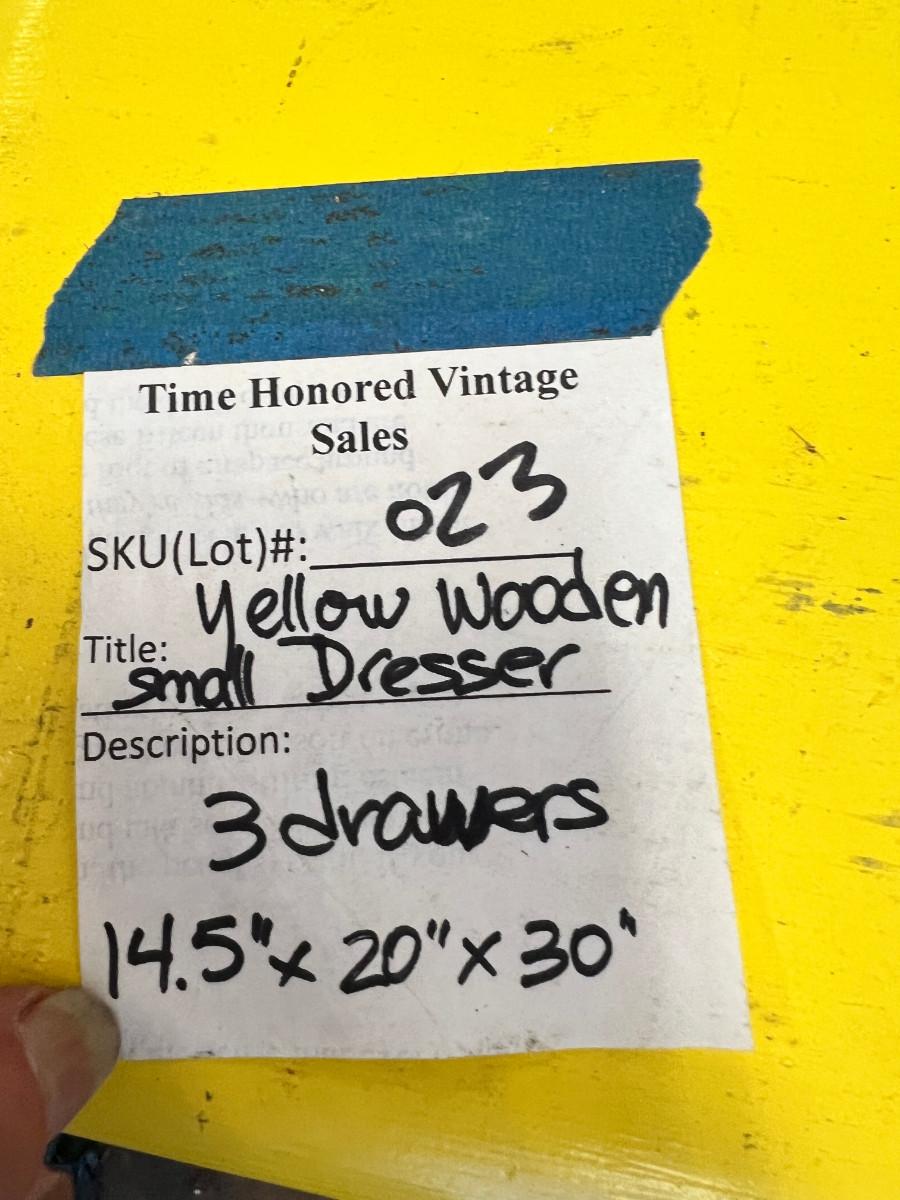 Time Honored Vintage
Sales
SKU(Lot)#: 023
Yellow Wooden
Title: small Dresser
Description:
3 drawers
14.5" x 20" x 30"